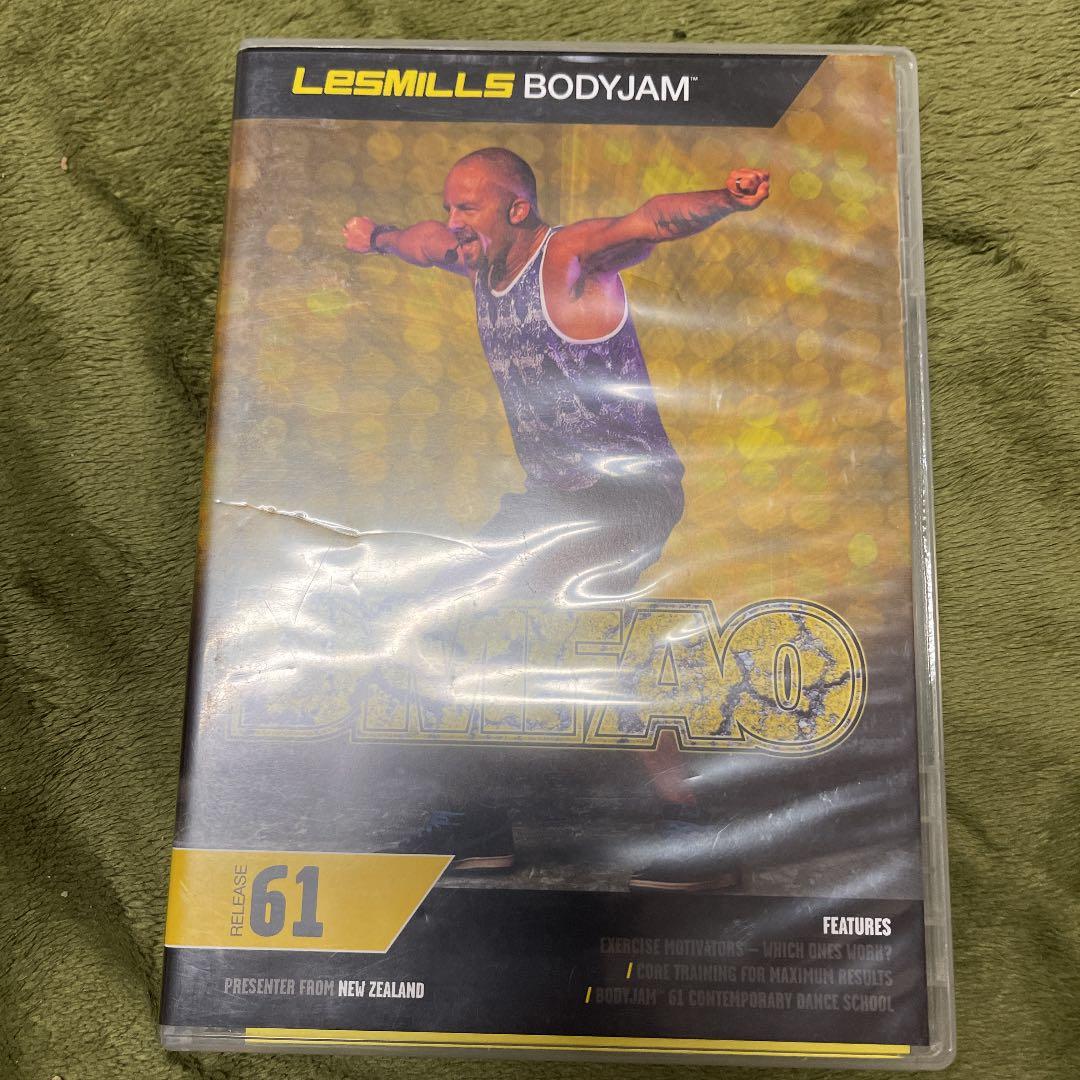 LesMILLS BODYJAM™
DMFAO
RELEASE 61
PRESENTER FROM NEW ZEALAND
FEATURES
EXERCISE MOTIVATORS – WHICH ONES WORK?
/ CORE TRAINING FOR MAXIMUM RESULTS
/ BODYJAM™ 61 CONTEMPORARY DANCE SCHOOL